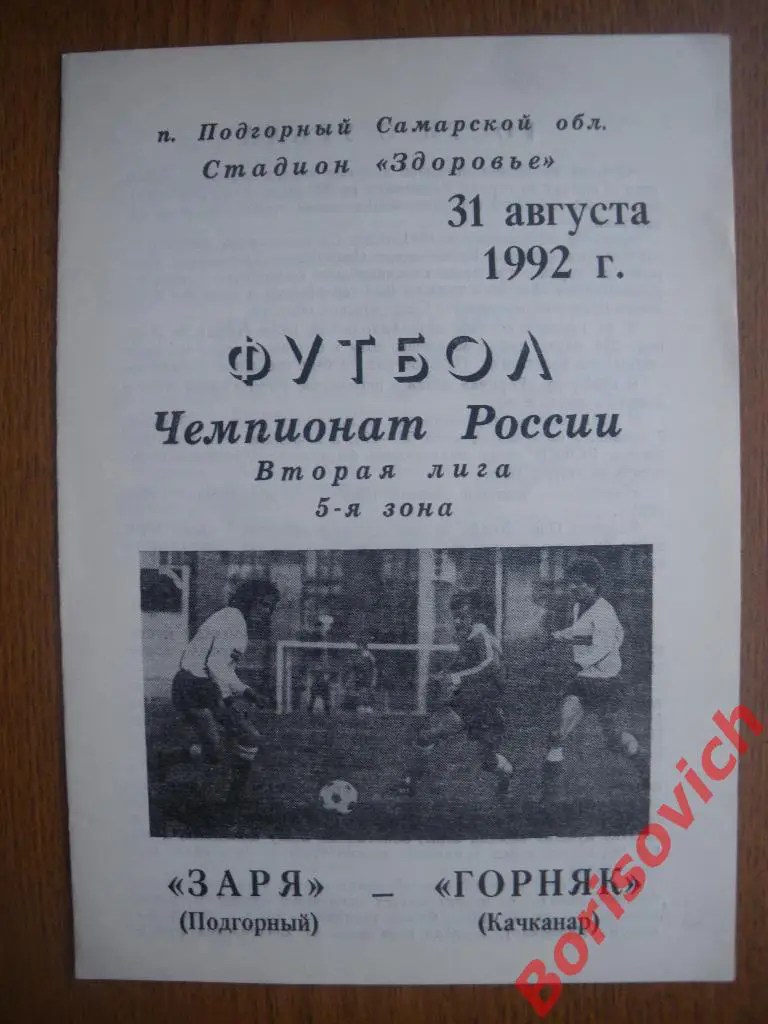 п. Подгорный Самарской обл.
Стадион «Здоровье»
31 августа
1992 г.
ФУТБОЛ
Чемпионат России
Вторая лига
5-я зона
«ЗАРЯ» – «ГОРНЯК»
(Подгорный) (Качканар)
Borisovich